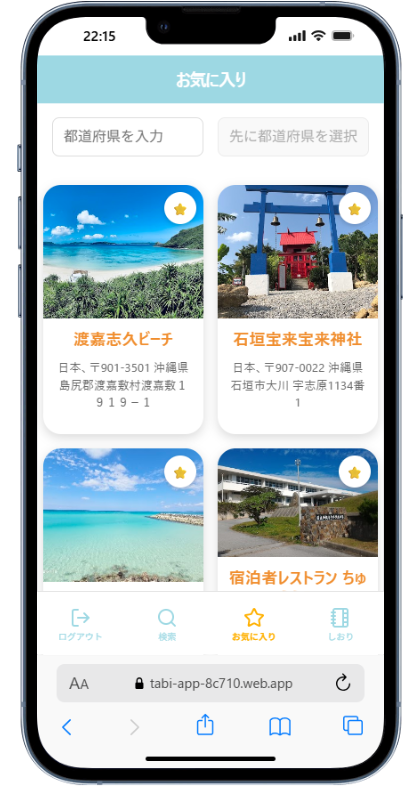 22:15
お気に入り
都道府県を入力
先に都道府県を選択
渡嘉志久ビーチ
日本、〒901-3501 沖縄県
島尻郡渡嘉敷村渡嘉敷１
９１９−１
石垣宝来宝来神社
日本、〒907-0022 沖縄県
石垣市大川 字志原1134番
1
宿泊者レストラン ちゅ
ログアウト
検索
お気に入り
しおり
AA
tabi-app-8c710.web.app